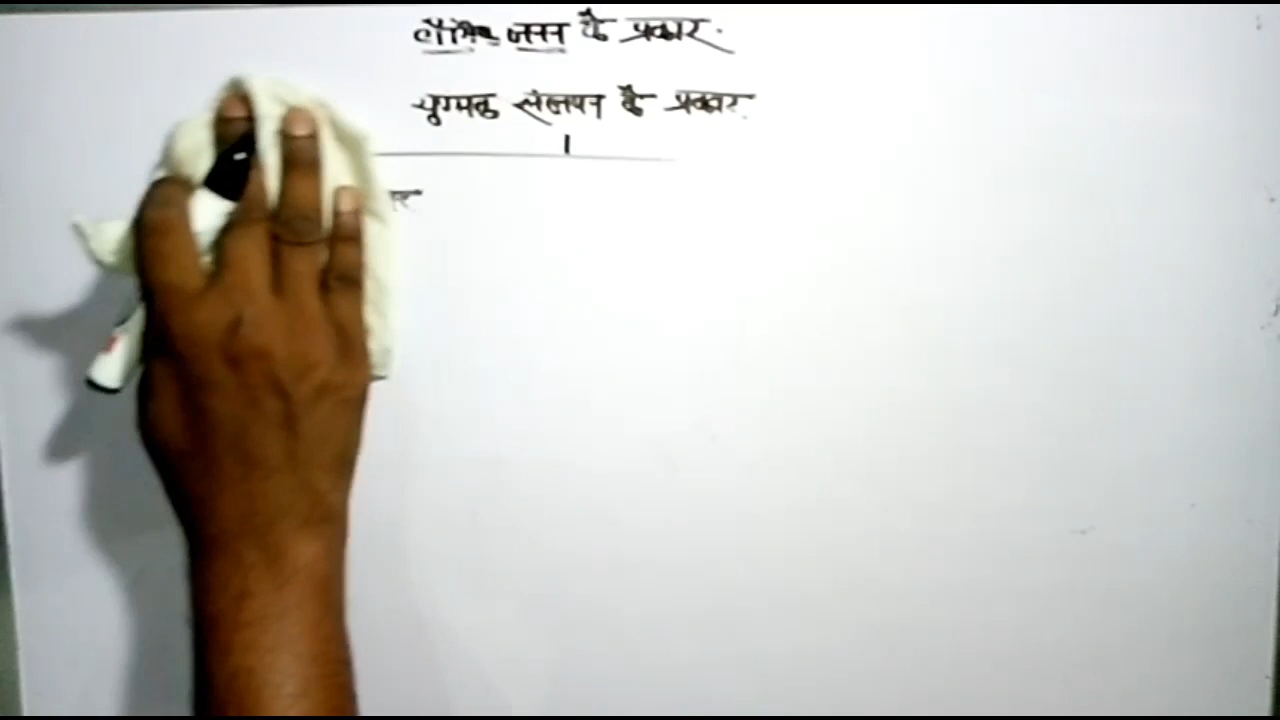 लैंगिक जनन के प्रकार.
युग्मक संलयन के प्रकार.